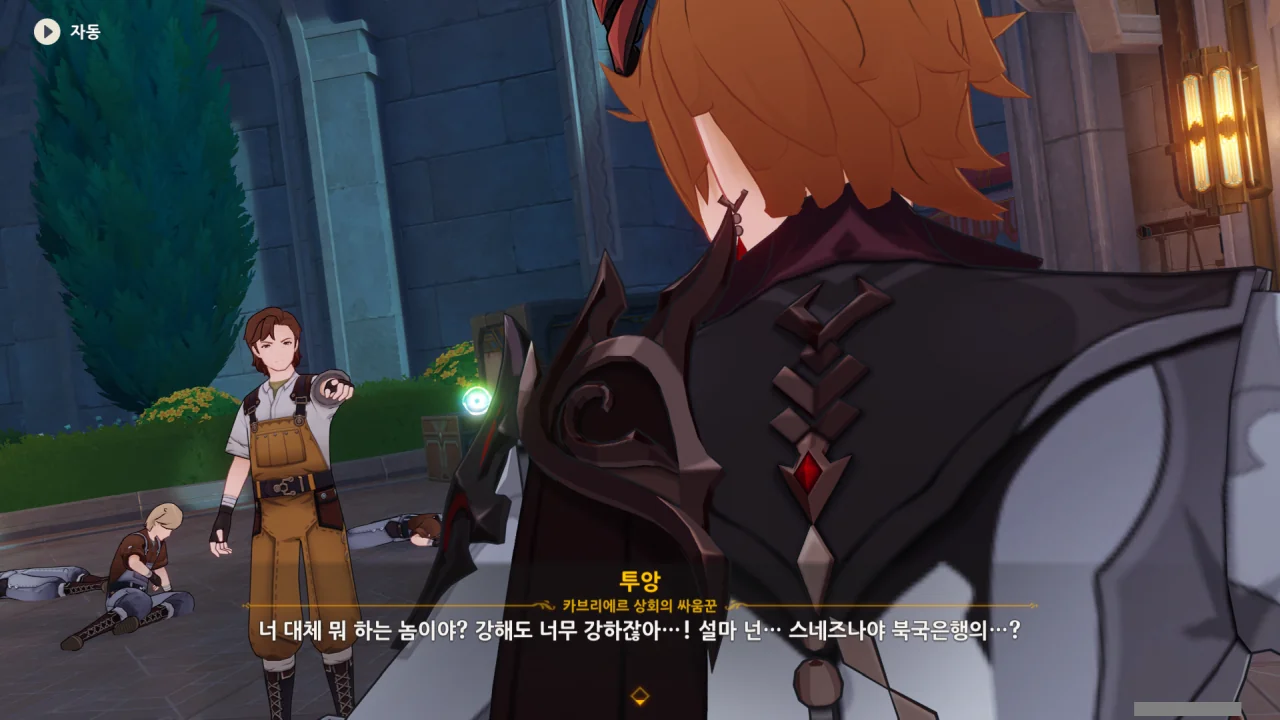 자동
투앙
카브리에르 상회의 싸움꾼
너 대체 뭐 하는 놈이야? 강해도 너무 강하잖아…! 설마 넌… 스네즈나야 북국은행의…?